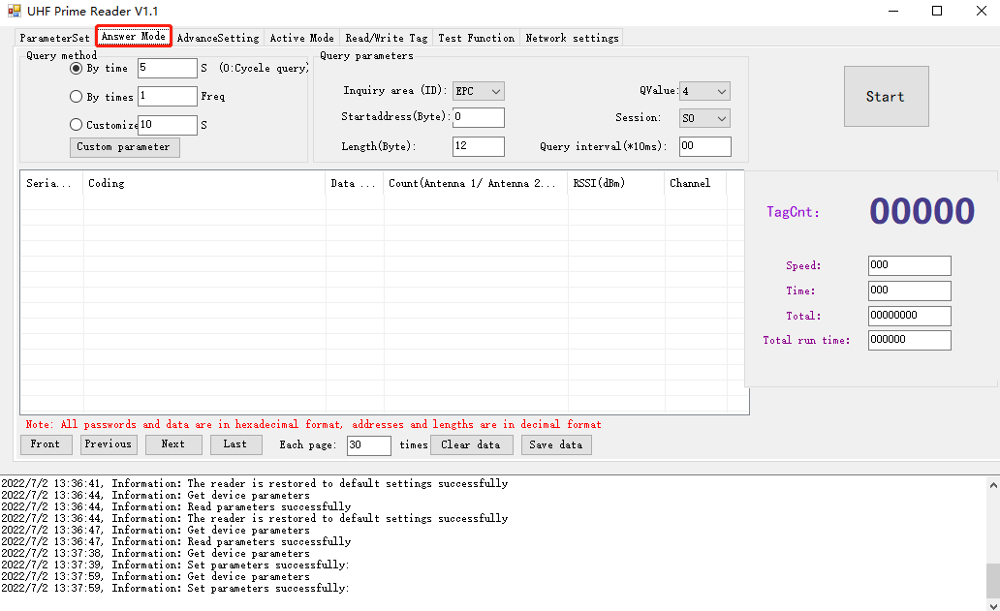 UHF Prime Reader V1.1
ParameterSet Answer Mode AdvanceSetting Active Mode Read/Write Tag Test Function Network settings
Query method
By time 5 S (0:Cycele query)
By times 1 Freq
Customize 10 S
Custom parameter
Query parameters
Inquiry area (ID): EPC QValue: 4
Startaddress(Byte): 0 Session: S0
Length(Byte): 12 Query interval(*10ms): 00
Start
Seria... Coding Data ... Count(Antenna 1/ Antenna 2... RSSI(dBm) Channel
TagCnt: 00000
Speed: 000
Time: 000
Total: 00000000
Total run time: 000000
Note: All passwords and data are in hexadecimal format, addresses and lengths are in decimal format
Front Previous Next Last Each page: 30 times Clear data Save data
2022/7/2 13:36:41, Information: The reader is restored to default settings successfully
2022/7/2 13:36:44, Information: Get device parameters
2022/7/2 13:36:44, Information: Read parameters successfully
2022/7/2 13:36:44, Information: The reader is restored to default settings successfully
2022/7/2 13:36:47, Information: Get device parameters
2022/7/2 13:36:47, Information: Read parameters successfully
2022/7/2 13:37:38, Information: Get device parameters
2022/7/2 13:37:39, Information: Set parameters successfully:
2022/7/2 13:37:59, Information: Get device parameters
2022/7/2 13:37:59, Information: Set parameters successfully: